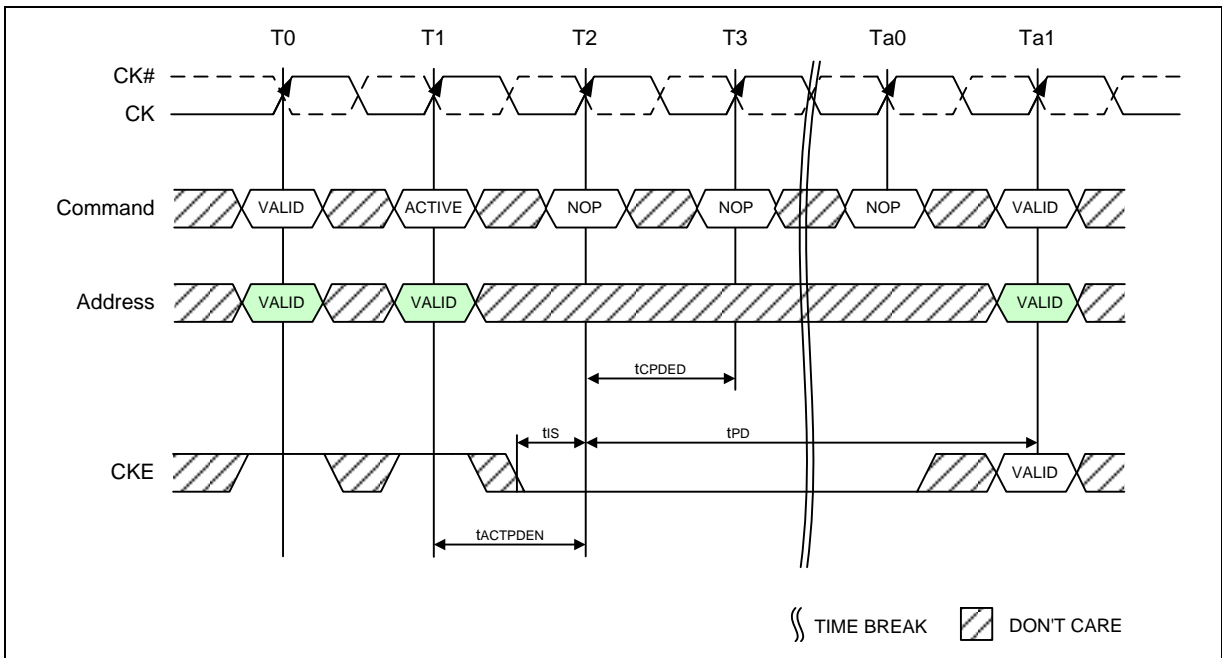 T0 T1 T2 T3 Ta0 Ta1
CK#
CK
Command VALID ACTIVE NOP NOP NOP VALID
Address VALID VALID VALID
tCPDED
tIS tPD
CKE VALID
tACTPDEN
TIME BREAK DON'T CARE